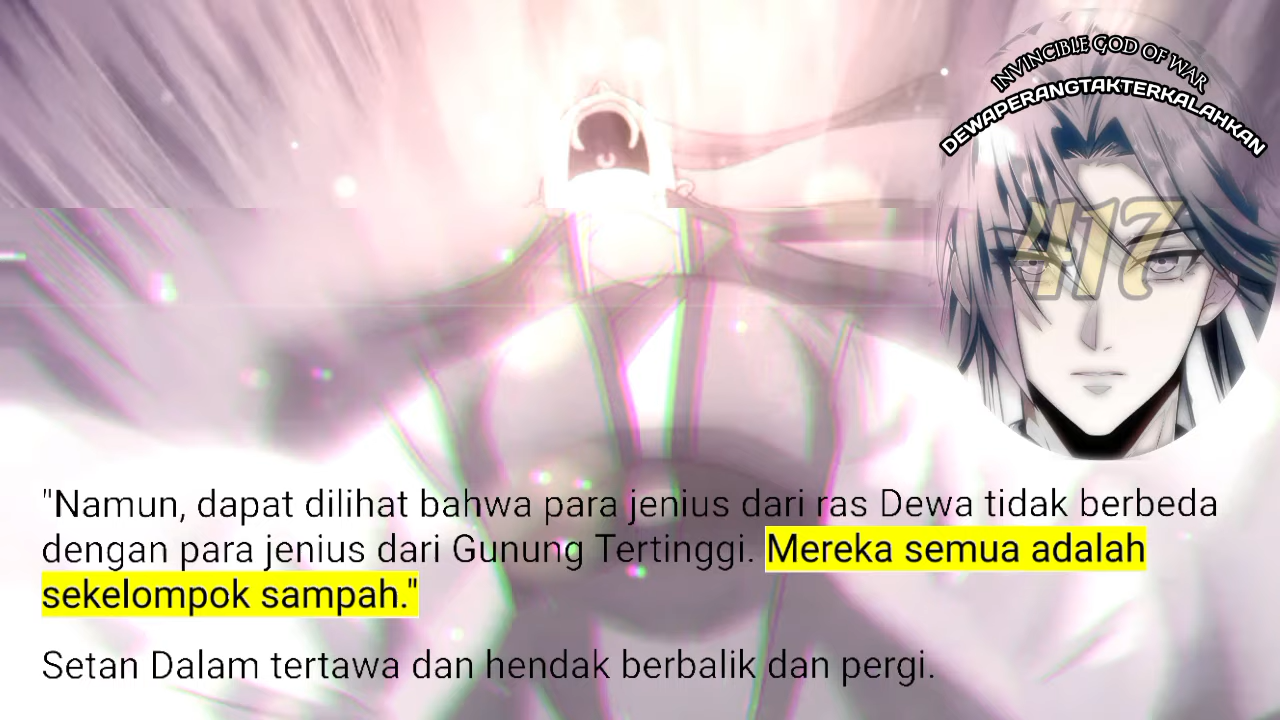 INVINCIBLE GOD OF WAR
DEWAPERANGTAKTERKALAHKAN
417
"Namun, dapat dilihat bahwa para jenius dari ras Dewa tidak berbeda
dengan para jenius dari Gunung Tertinggi. Mereka semua adalah
sekelompok sampah."
Setan Dalam tertawa dan hendak berbalik dan pergi.